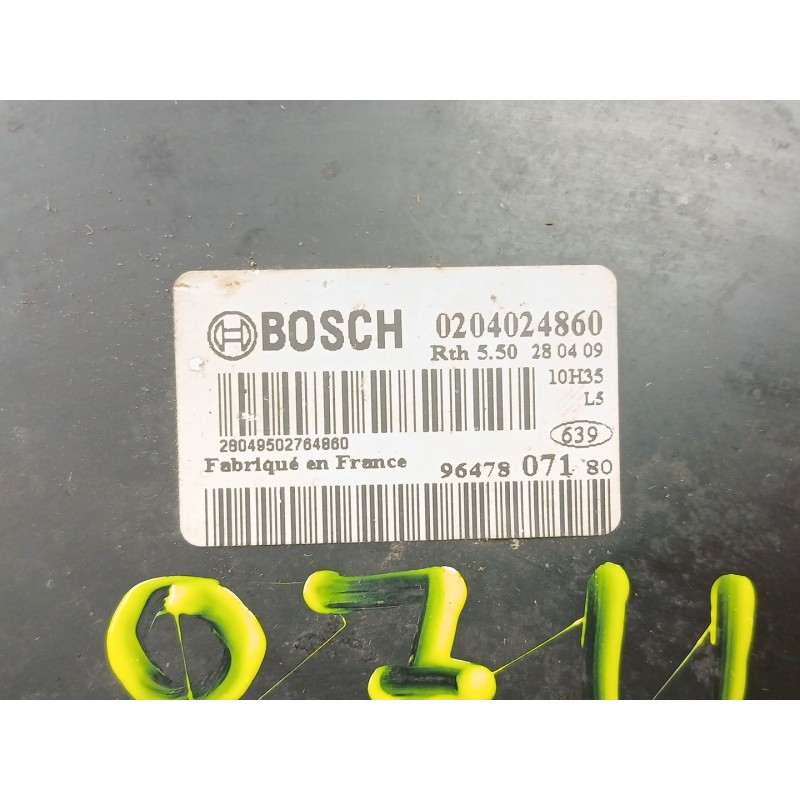 BOSCH 0204024860
Rth 5.50 28 04 09
10H35
L5
28049502764860
639
Fabriqué en France 96478 071 80